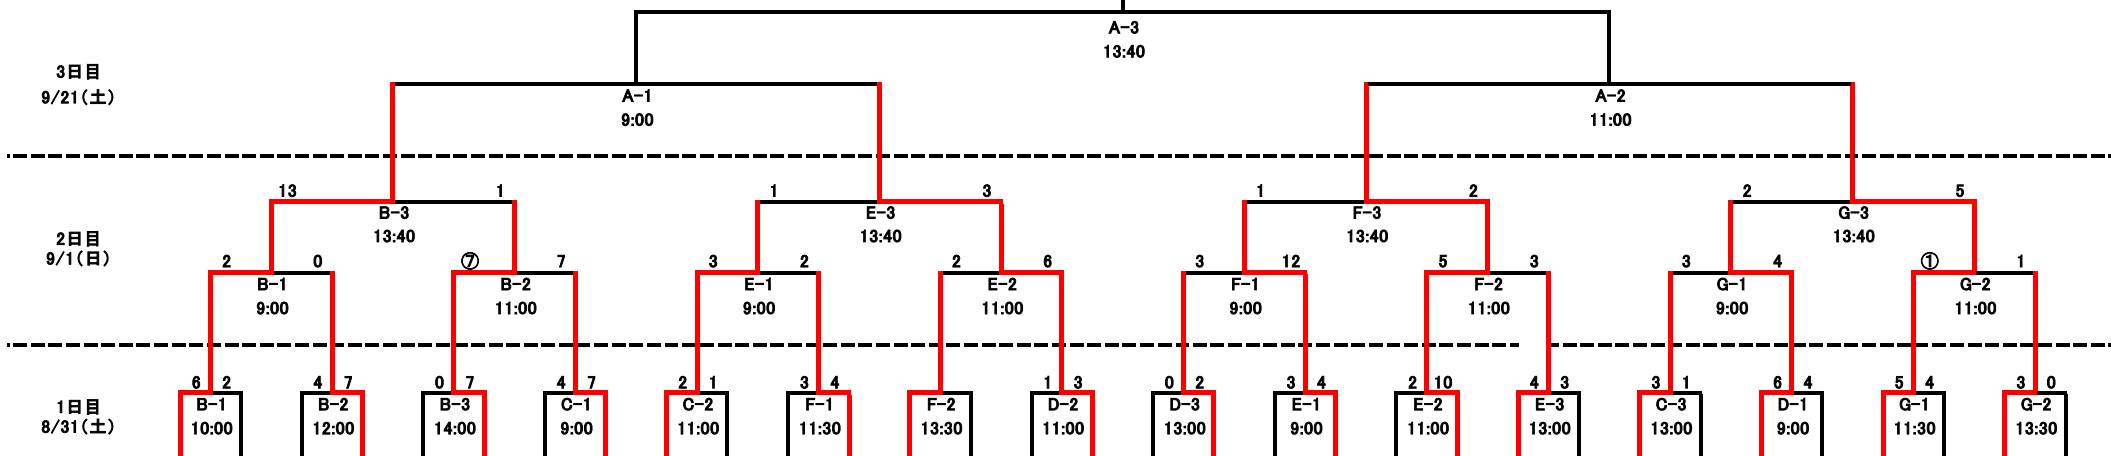 A-3
13:40
3日目
9/21(土)
A-1
9:00
A-2
11:00
13 1 1 3 1 2 2 5
B-3 E-3 F-3 G-3
13:40 13:40 13:40 13:40
2日目
9/1(日)
2 0 ⑦ 7 3 2 2 6 3 12 5 3 3 4 ① 1
B-1 B-2 E-1 E-2 F-1 F-2 G-1 G-2
9:00 11:00 9:00 11:00 9:00 11:00 9:00 11:00
6 2 4 7 0 7 4 7 2 1 3 4 1 3 0 2 3 4 2 10 4 3 3 1 6 4 5 4 3 0
1日目
8/31(土)
B-1 B-2 B-3 C-1 C-2 F-1 F-2 D-2 D-3 E-1 E-2 E-3 C-3 D-1 G-1 G-2
10:00 12:00 14:00 9:00 11:00 11:30 13:30 11:00 13:00 9:00 11:00 13:00 13:00 9:00 11:30 13:30